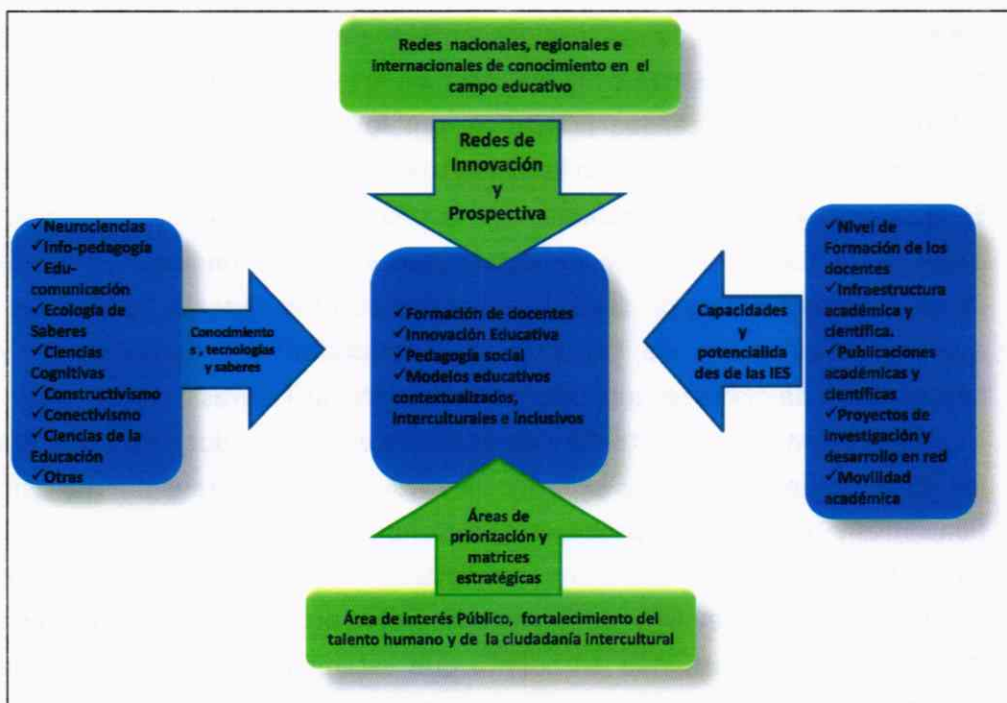 Redes nacionales, regionales e
internacionales de conocimiento en el
campo educativo
Redes de
Innovación
y
Prospectiva
✓Neurociencias
✓Info-pedagogía
✓Edu-
comunicación
✓Ecología de
Saberes
✓Ciencias
Cognitivas
✓Constructivismo
✓Conectivismo
✓Ciencias de la
Educación
✓Otras
Conocimiento
s , tecnologías
y saberes
✓Formación de docentes
✓Innovación Educativa
✓Pedagogía social
✓Modelos educativos
contextualizados,
interculturales e inclusivos
Capacidades
y
potencialida
des de las IES
✓Nivel de
Formación de los
docentes
✓Infraestructura
académica y
científica.
✓Publicaciones
académicas y
científicas
✓Proyectos de
investigación y
desarrollo en red
✓Movilidad
académica
Áreas de
priorización y
matrices
estratégicas
Área de interés Público, fortalecimiento del
talento humano y de la ciudadanía intercultural